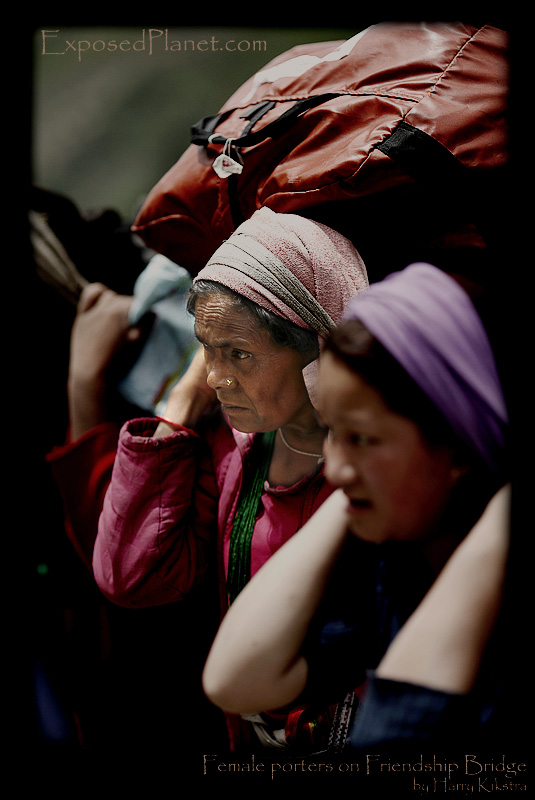 ExposedPlanet.com
Female porters on Friendship Bridge
by Harry Kikstra